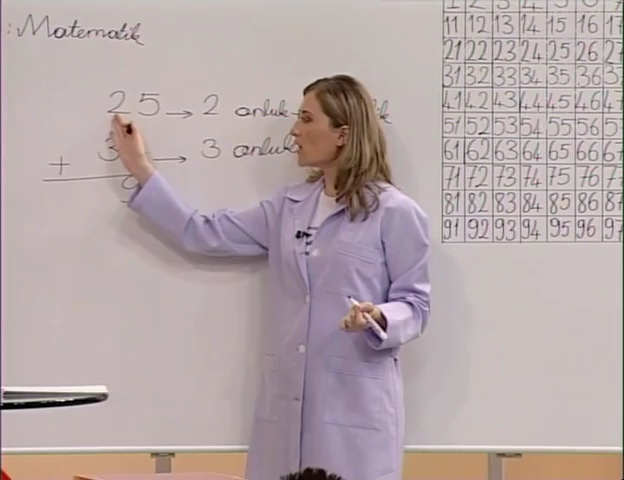 : Matematik
25 → 2 onluk
+ 3 → 3 onluk
9
11 12 13 14 15 16 17
21 22 23 24 25 26 27
31 32 33 34 35 36 3
41 42 43 44 45 46 47
51 52 53 54 55 56 5
61 62 63 64 65 66 67
71 72 73 74 75 76 77
81 82 83 84 85 86 87
91 92 93 94 95 96 97